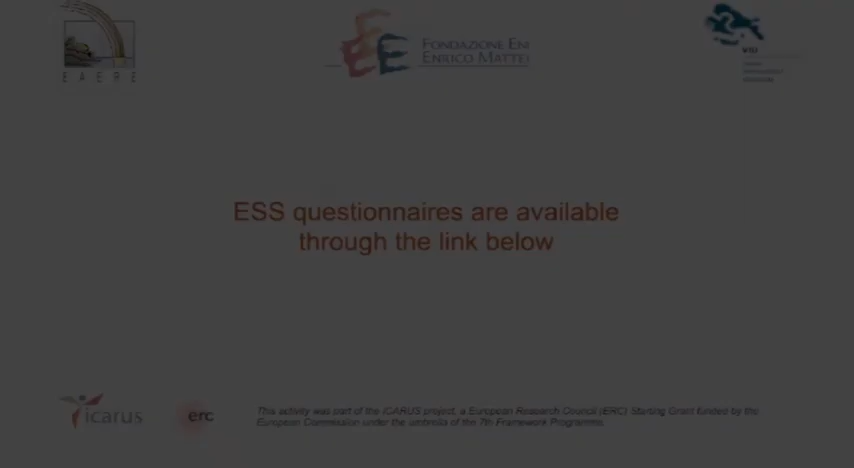 EAERE
FONDAZIONE ENI
ENRICO MATTEI
VIU
ESS questionnaires are available
through the link below
icarus
erc
This activity was part of the ICARUS project, a European Research Council (ERC) Starting Grant funded by the
European Commission under the umbrella of the 7th Framework Programme.